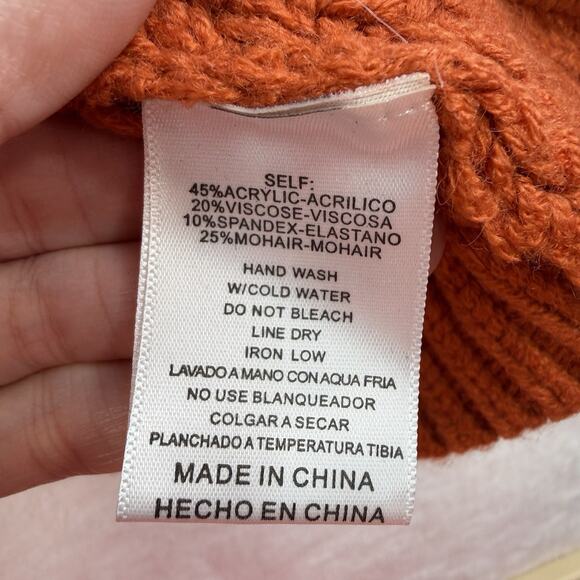 SELF:
45%ACRYLIC-ACRILICO
20%VISCOSE-VISCOSA
10%SPANDEX-ELASTANO
25%MOHAIR-MOHAIR
HAND WASH
W/COLD WATER
DO NOT BLEACH
LINE DRY
IRON LOW
LAVADO A MANO CON AQUA FRIA
NO USE BLANQUEADOR
COLGAR A SECAR
PLANCHADO A TEMPERATURA TIBIA
MADE IN CHINA
HECHO EN CHINA